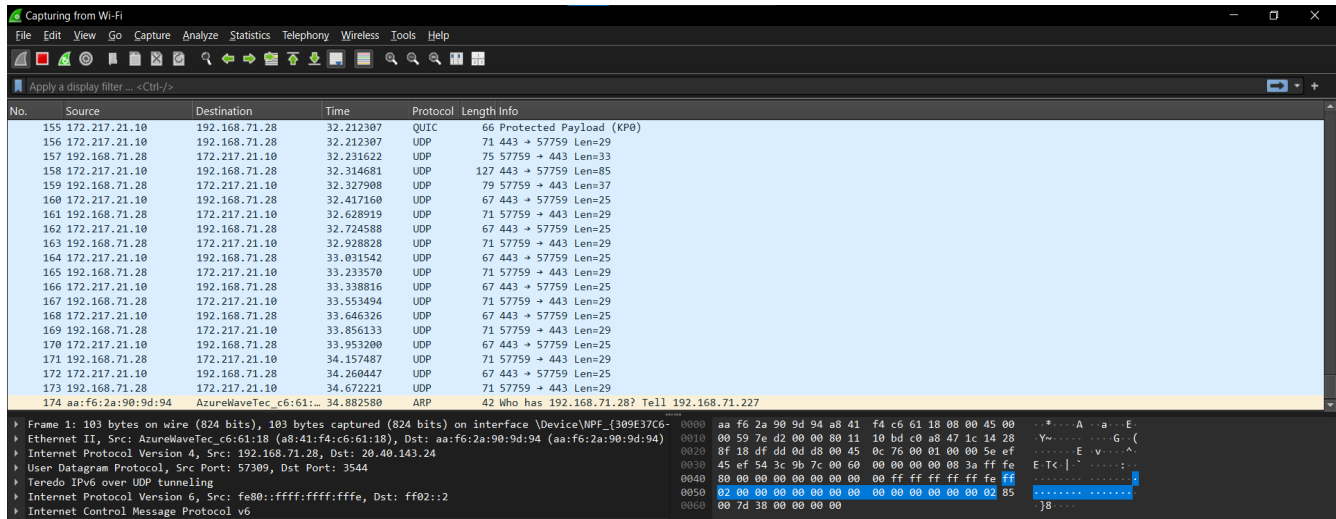 Capturing from Wi-Fi
File Edit View Go Capture Analyze Statistics Telephony Wireless Tools Help
Apply a display filter ... <Ctrl-/>
No. Source Destination Time Protocol Length Info
155 172.217.21.10 192.168.71.28 32.212307 QUIC 66 Protected Payload (KP0)
156 172.217.21.10 192.168.71.28 32.212307 UDP 71 443 → 57759 Len=29
157 192.168.71.28 172.217.21.10 32.231622 UDP 75 57759 → 443 Len=33
158 172.217.21.10 192.168.71.28 32.314681 UDP 127 443 → 57759 Len=85
159 192.168.71.28 172.217.21.10 32.327908 UDP 79 57759 → 443 Len=37
160 172.217.21.10 192.168.71.28 32.417160 UDP 67 443 → 57759 Len=25
161 192.168.71.28 172.217.21.10 32.628919 UDP 71 57759 → 443 Len=29
162 172.217.21.10 192.168.71.28 32.724588 UDP 67 443 → 57759 Len=25
163 192.168.71.28 172.217.21.10 32.928828 UDP 71 57759 → 443 Len=29
164 172.217.21.10 192.168.71.28 33.031542 UDP 67 443 → 57759 Len=25
165 192.168.71.28 172.217.21.10 33.233570 UDP 71 57759 → 443 Len=29
166 172.217.21.10 192.168.71.28 33.338816 UDP 67 443 → 57759 Len=25
167 192.168.71.28 172.217.21.10 33.553494 UDP 71 57759 → 443 Len=29
168 172.217.21.10 192.168.71.28 33.646326 UDP 67 443 → 57759 Len=25
169 192.168.71.28 172.217.21.10 33.856133 UDP 71 57759 → 443 Len=29
170 172.217.21.10 192.168.71.28 33.953200 UDP 67 443 → 57759 Len=25
171 192.168.71.28 172.217.21.10 34.157487 UDP 71 57759 → 443 Len=29
172 172.217.21.10 192.168.71.28 34.260447 UDP 67 443 → 57759 Len=25
173 192.168.71.28 172.217.21.10 34.672221 UDP 71 57759 → 443 Len=29
174 aa:f6:2a:90:9d:94 AzureWaveTec_c6:61:… 34.882580 ARP 42 Who has 192.168.71.28? Tell 192.168.71.227
Frame 1: 103 bytes on wire (824 bits), 103 bytes captured (824 bits) on interface \Device\NPF_{309E37C6-
Ethernet II, Src: AzureWaveTec_c6:61:18 (a8:41:f4:c6:61:18), Dst: aa:f6:2a:90:9d:94 (aa:f6:2a:90:9d:94)
Internet Protocol Version 4, Src: 192.168.71.28, Dst: 20.40.143.24
User Datagram Protocol, Src Port: 57309, Dst Port: 3544
Teredo IPv6 over UDP tunneling
Internet Protocol Version 6, Src: fe80::ffff:ffff:fffe, Dst: ff02::2
Internet Control Message Protocol v6
0000 aa f6 2a 90 9d 94 a8 41 f4 c6 61 18 08 00 45 00 ··*····A ··a···E·
0010 00 59 7e d2 00 00 80 11 10 bd c0 a8 47 1c 14 28 ·Y~····· ····G··(
0020 8f 18 df dd 0d d8 00 45 0c 76 00 01 00 00 5e ef ·······E ·v····^·
0030 45 ef 54 3c 9b 7c 00 60 00 00 00 00 08 3a ff fe E·T<·|·` ·····:··
0040 80 00 00 00 00 00 00 00 00 ff ff ff ff ff fe ff ········ ········
0050 02 00 00 00 00 00 00 00 00 00 00 00 00 00 02 85 ········ ········
0060 00 7d 38 00 00 00 00 ·}8····